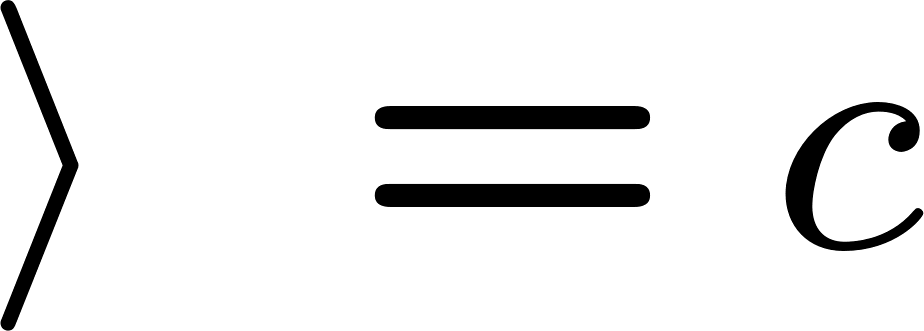 ⟩ = c